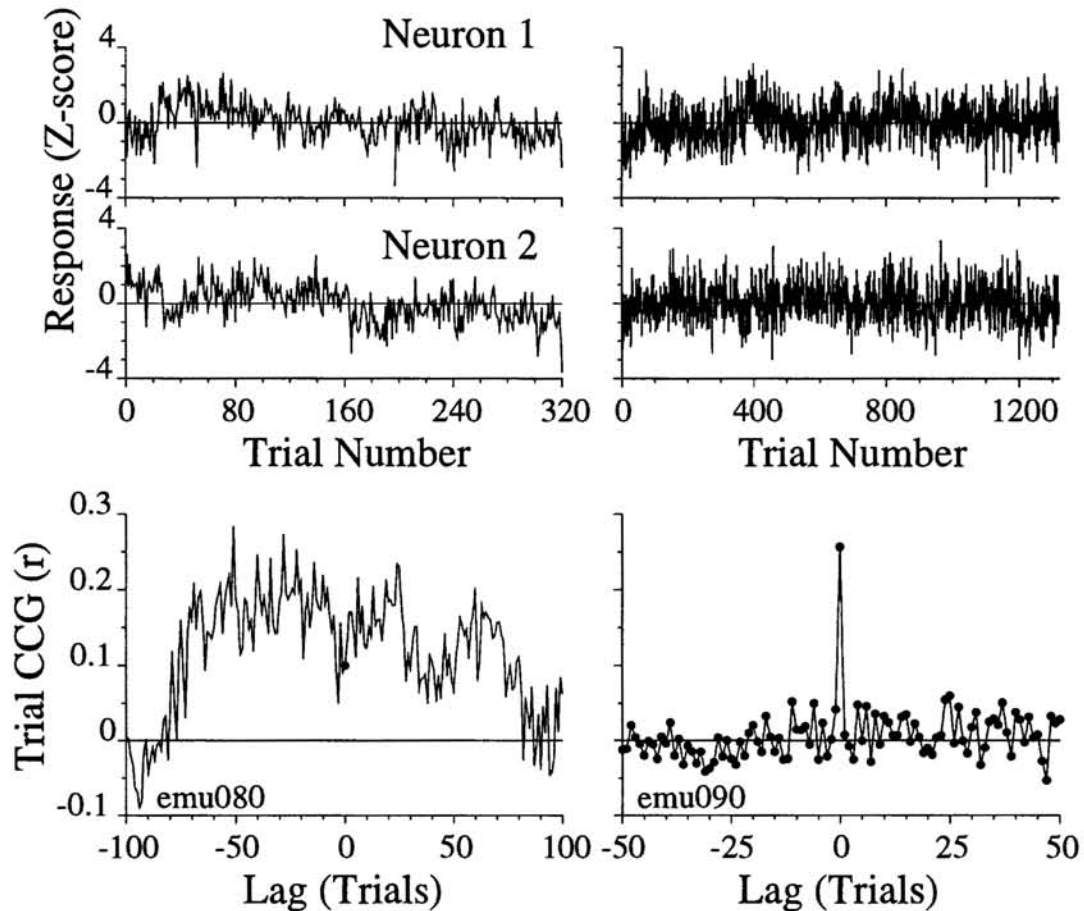 Neuron 1
Response (Z-score)
4
0
-4
4
0
-4
Neuron 2
0 80 160 240 320
0 400 800 1200
Trial Number
Trial Number
Trial CCG (r)
0.3
0.2
0.1
0
-0.1
emu080
emu090
-100 -50 0 50 100
-50 -25 0 25 50
Lag (Trials)
Lag (Trials)